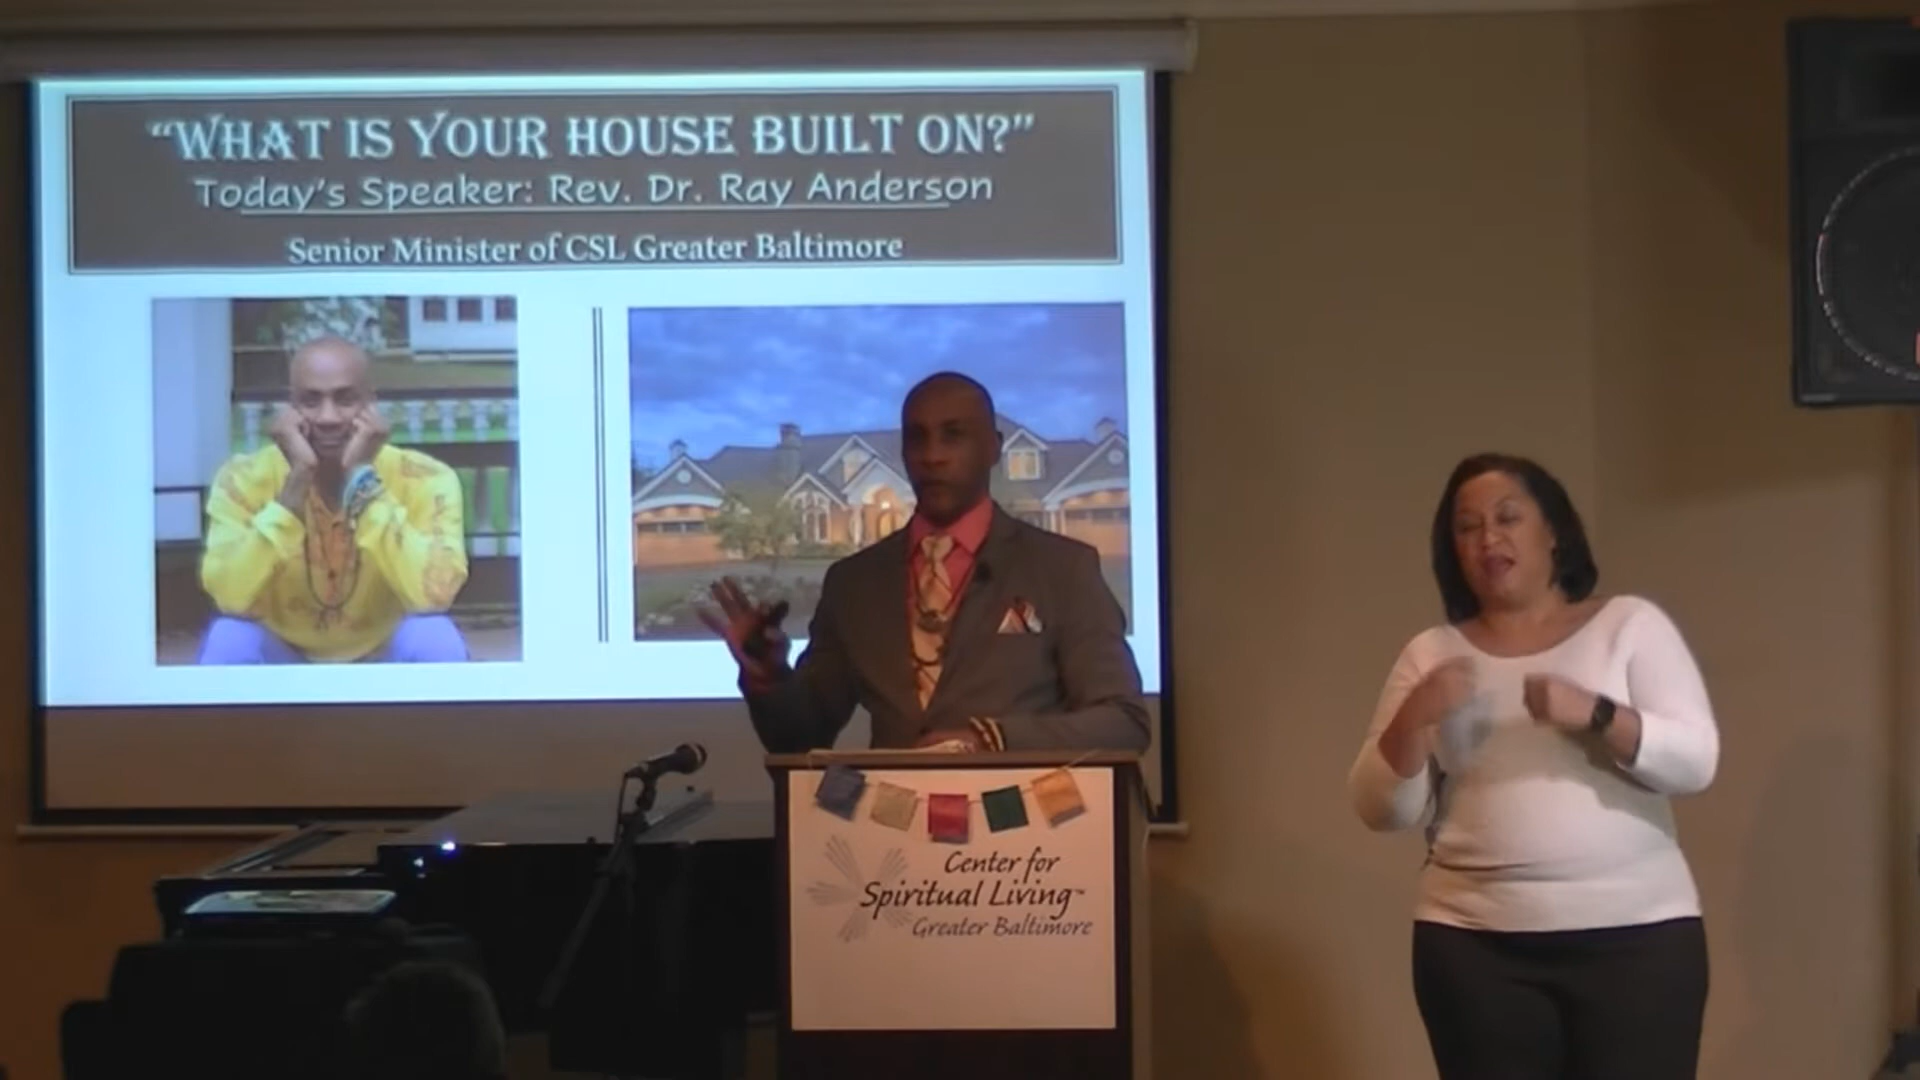 “WHAT IS YOUR HOUSE BUILT ON?”
Today's Speaker: Rev. Dr. Ray Anderson
Senior Minister of CSL Greater Baltimore
Center for
Spiritual Living™
Greater Baltimore